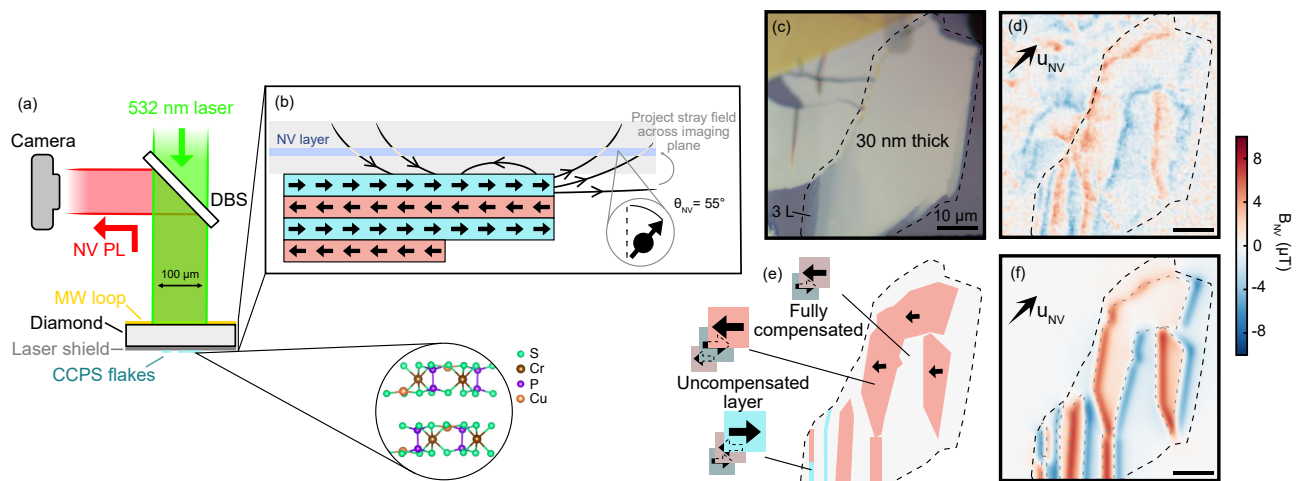 (a)
532 nm laser
Camera
DBS
NV PL
100 μm
MW loop
Diamond
Laser shield
CCPS flakes
S
Cr
P
Cu
(b)
NV layer
Project stray field
across imaging
plane
θNV= 55°
(c)
30 nm thick
3 L
10 μm
(d)
uNV
(e)
Fully
compensated
Uncompensated
layer
(f)
uNV
8
4
0
-4
-8
BNV (μT)